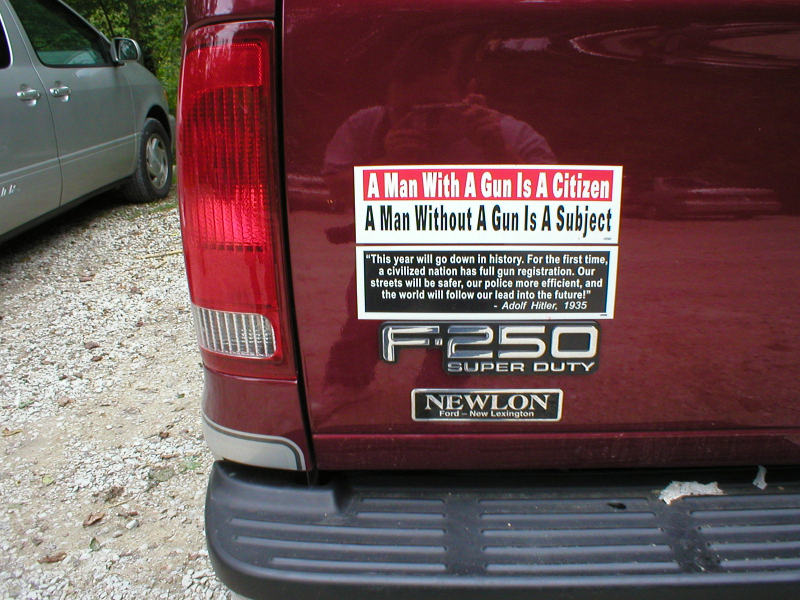 A Man With A Gun Is A Citizen
A Man Without A Gun Is A Subject
"This year will go down in history. For the first time,
a civilized nation has full gun registration. Our
streets will be safer, our police more efficient, and
the world will follow our lead into the future!"
- Adolf Hitler, 1935
F-250
SUPER DUTY
NEWLON
Ford – New Lexington